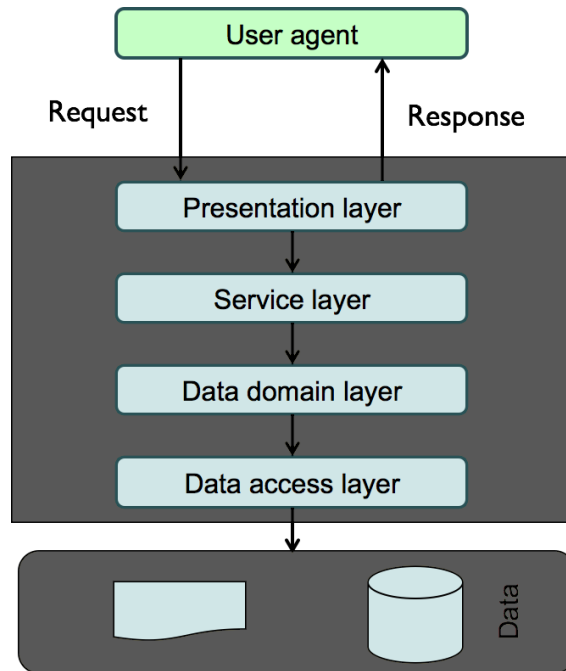 User agent
Request
Response
Presentation layer
Service layer
Data domain layer
Data access layer
Data